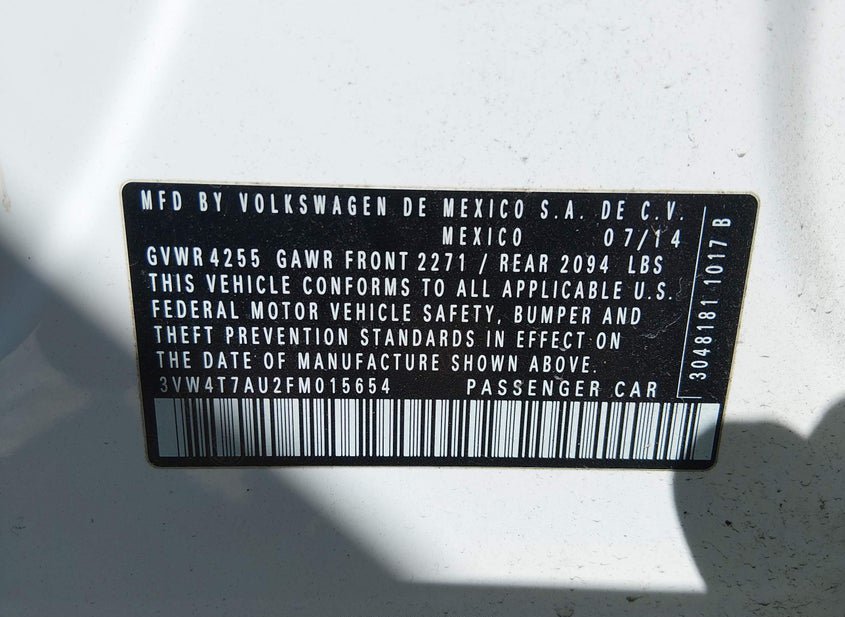 MFD BY VOLKSWAGEN DE MEXICO S.A. DE C.V.
MEXICO 07/14
GVWR 4255 GAWR FRONT 2271 / REAR 2094 LBS
THIS VEHICLE CONFORMS TO ALL APPLICABLE U.S.
FEDERAL MOTOR VEHICLE SAFETY, BUMPER AND
THEFT PREVENTION STANDARDS IN EFFECT ON
THE DATE OF MANUFACTURE SHOWN ABOVE.
3VW4T7AU2FM015654 PASSENGER CAR
3048181 1017 B